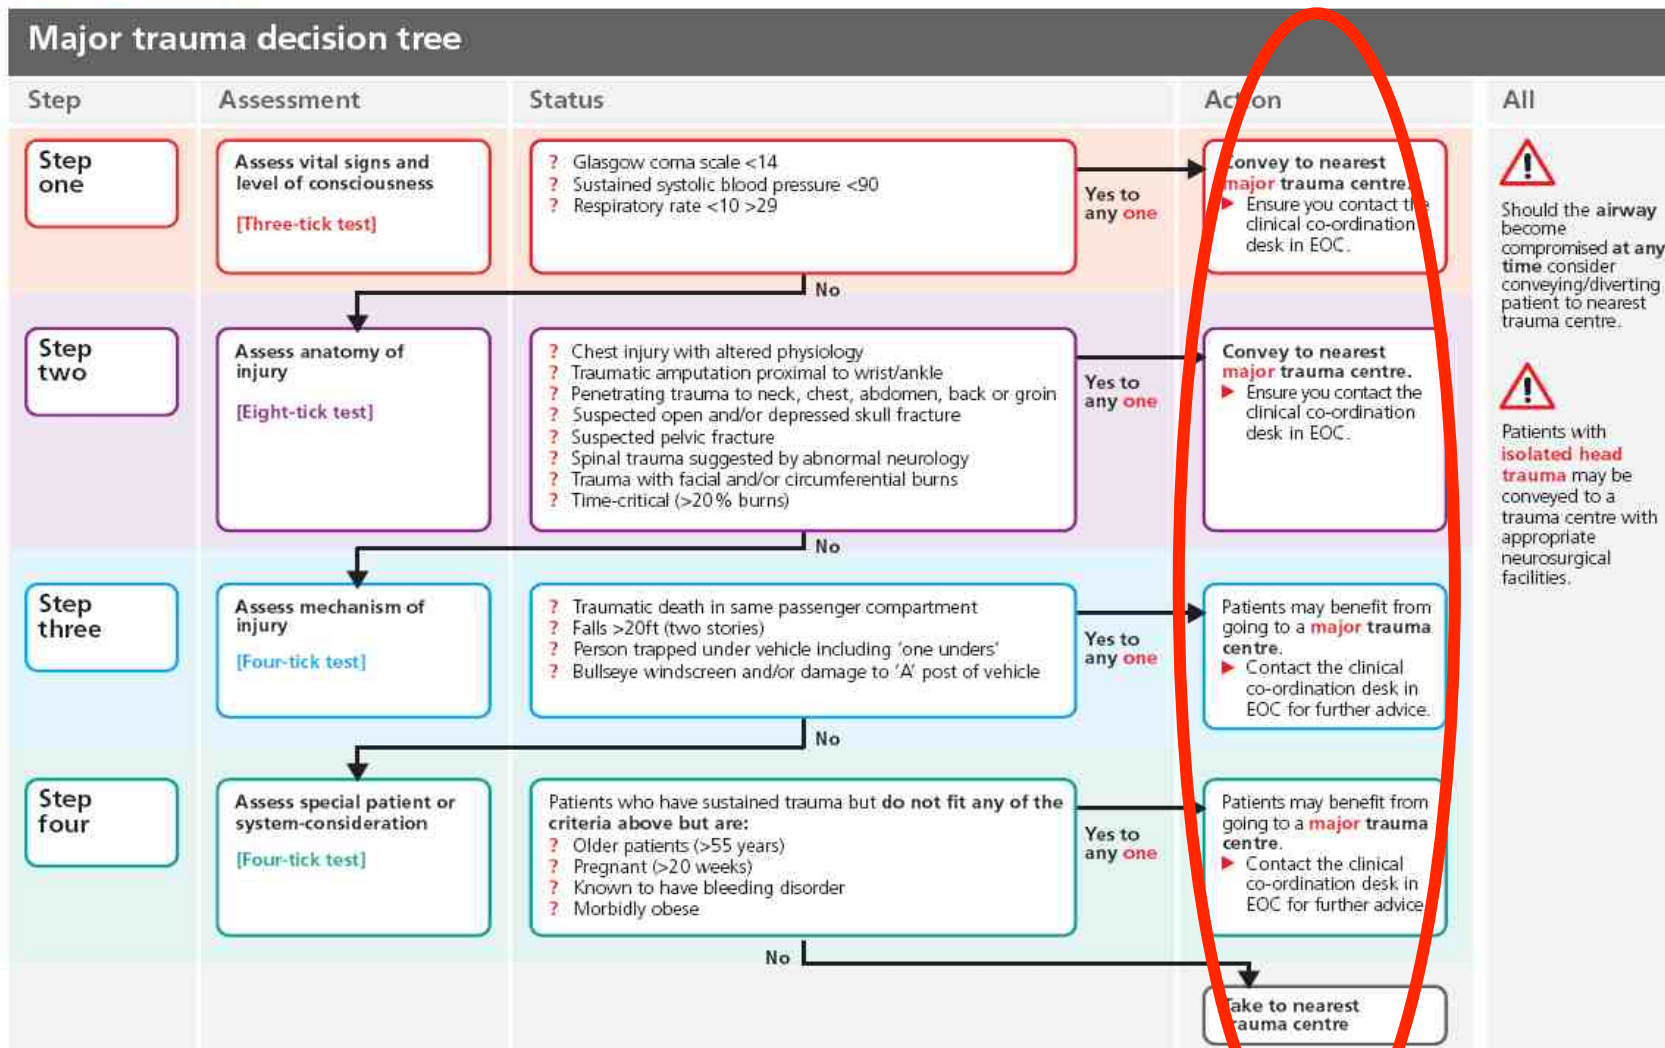 Major trauma decision tree
Step
Assessment
Status
Action
All
Step
one
Assess vital signs and
level of consciousness
[Three-tick test]
? Glasgow coma scale <14
? Sustained systolic blood pressure <90
? Respiratory rate <10 >29
Yes to
any one
Convey to nearest
major trauma centre.
Ensure you contact the
clinical co-ordination
desk in EOC.
No
Step
two
Assess anatomy of
injury
[Eight-tick test]
? Chest injury with altered physiology
? Traumatic amputation proximal to wrist/ankle
? Penetrating trauma to neck, chest, abdomen, back or groin
? Suspected open and/or depressed skull fracture
? Suspected pelvic fracture
? Spinal trauma suggested by abnormal neurology
? Trauma with facial and/or circumferential burns
? Time-critical (>20% burns)
Yes to
any one
Convey to nearest
major trauma centre.
Ensure you contact the
clinical co-ordination
desk in EOC.
No
Step
three
Assess mechanism of
injury
[Four-tick test]
? Traumatic death in same passenger compartment
? Falls >20ft (two stories)
? Person trapped under vehicle including ‘one unders’
? Bullseye windscreen and/or damage to ‘A’ post of vehicle
Yes to
any one
Patients may benefit from
going to a major trauma
centre.
Contact the clinical
co-ordination desk in
EOC for further advice.
No
Step
four
Assess special patient or
system-consideration
[Four-tick test]
Patients who have sustained trauma but do not fit any of the
criteria above but are:
? Older patients (>55 years)
? Pregnant (>20 weeks)
? Known to have bleeding disorder
? Morbidly obese
Yes to
any one
Patients may benefit from
going to a major trauma
centre.
Contact the clinical
co-ordination desk in
EOC for further advice
No
Take to nearest
trauma centre
!
Should the airway
become
compromised at any
time consider
conveying/diverting
patient to nearest
trauma centre.
!
Patients with
isolated head
trauma may be
conveyed to a
trauma centre with
appropriate
neurosurgical
facilities.